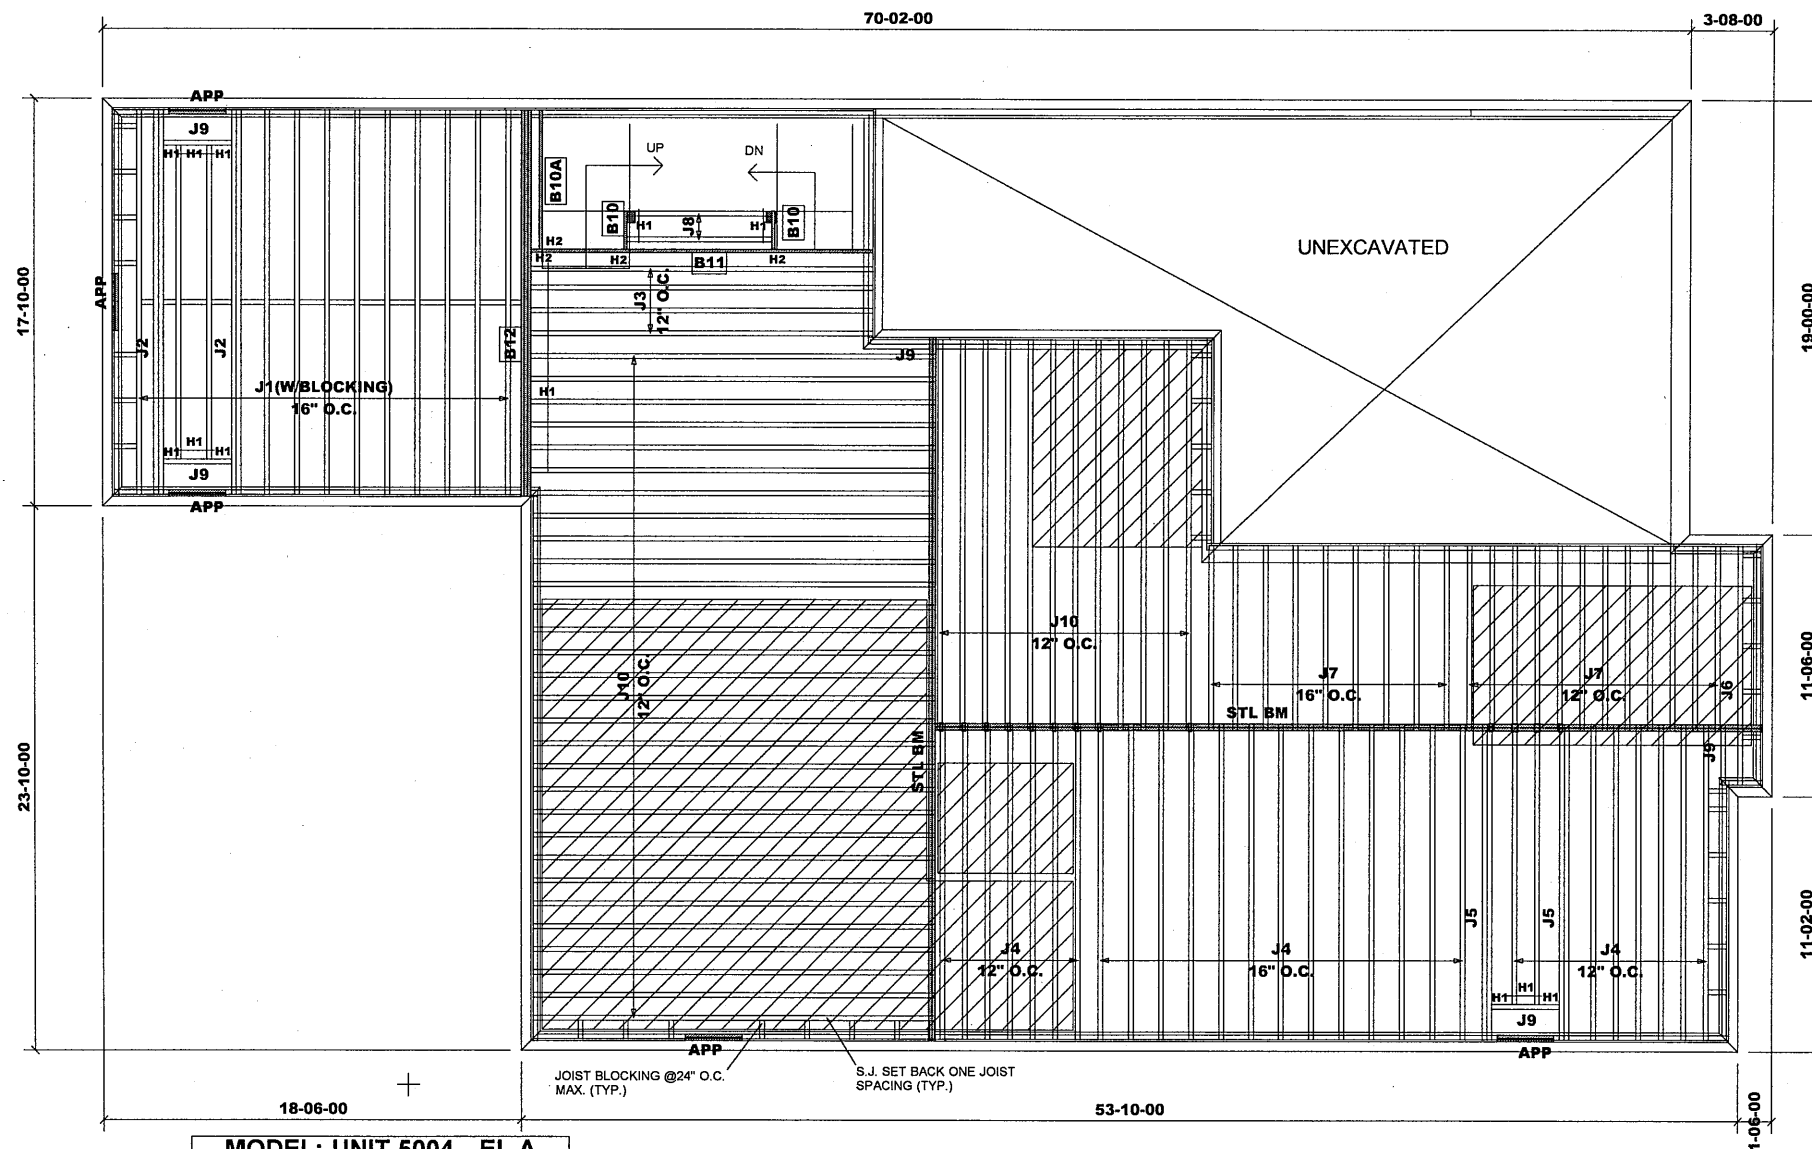 70-02-00
3-08-00
APP
J9
H1 H1 H1
UP
DN
B10A
B10
H1
J8
H1
B10
H2
H2
H2
B11
H2
UNEXCAVATED
APP
17-10-00
19-00-00
J3
12" O.C.
J2
J2
B12
J9
J1(W/BLOCKING)
16" O.C.
H1
H1
H1
H1
J9
APP
J10
12" O.C.
J10
12" O.C.
J7
16" O.C.
J7
12" O.C.
J6
11-06-00
STL BM
STL BM
J9
23-10-00
J5
J5
11-02-00
J4
12" O.C.
J4
16" O.C.
J4
12" O.C.
H1
H1
H1
J9
APP
APP
JOIST BLOCKING @24" O.C.
MAX. (TYP.)
S.J. SET BACK ONE JOIST
SPACING (TYP.)
18-06-00
53-10-00
1-06-00
MODEL: UNIT 5004 EL A